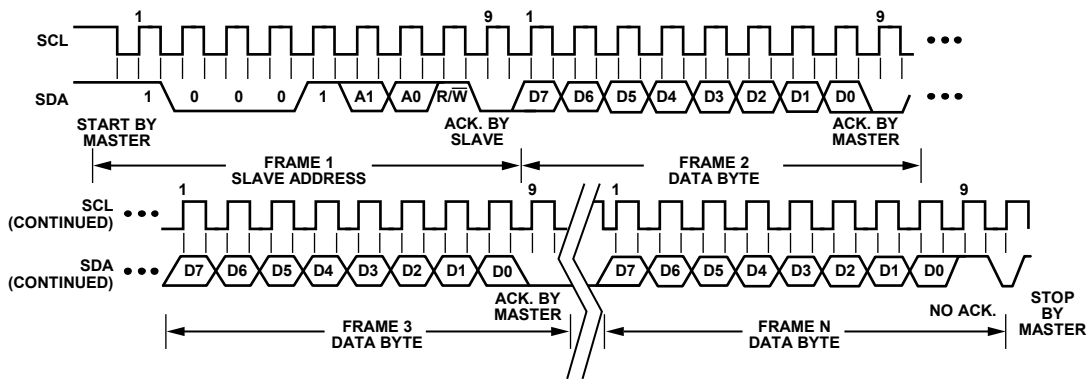 1 9 1 9
SCL
SDA 1 0 0 0 1 A1 A0 R/W D7 D6 D5 D4 D3 D2 D1 D0
START BY MASTER
ACK. BY SLAVE
ACK. BY MASTER
FRAME 1
SLAVE ADDRESS
FRAME 2
DATA BYTE
1 9 1 9
SCL
(CONTINUED)
SDA
(CONTINUED)
D7 D6 D5 D4 D3 D2 D1 D0 D7 D6 D5 D4 D3 D2 D1 D0
ACK. BY
MASTER
NO ACK.
STOP
BY
MASTER
FRAME 3
DATA BYTE
FRAME N
DATA BYTE